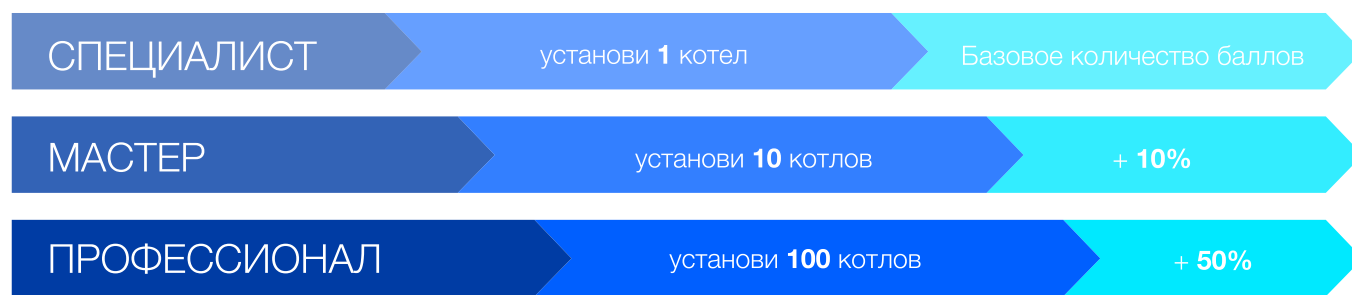 СПЕЦИАЛИСТ установи 1 котел Базовое количество баллов
МАСТЕР установи 10 котлов + 10%
ПРОФЕССИОНАЛ установи 100 котлов + 50%